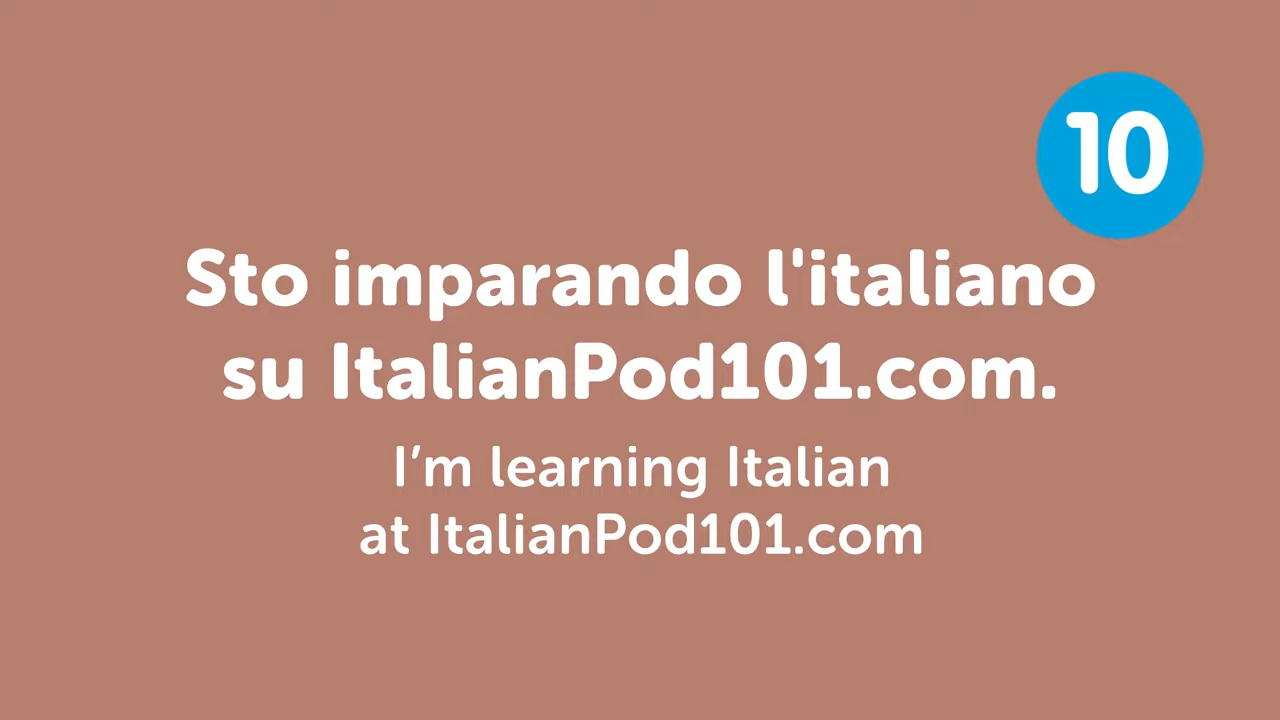 10
Sto imparando l'italiano
su ItalianPod101.com.
I’m learning Italian
at ItalianPod101.com